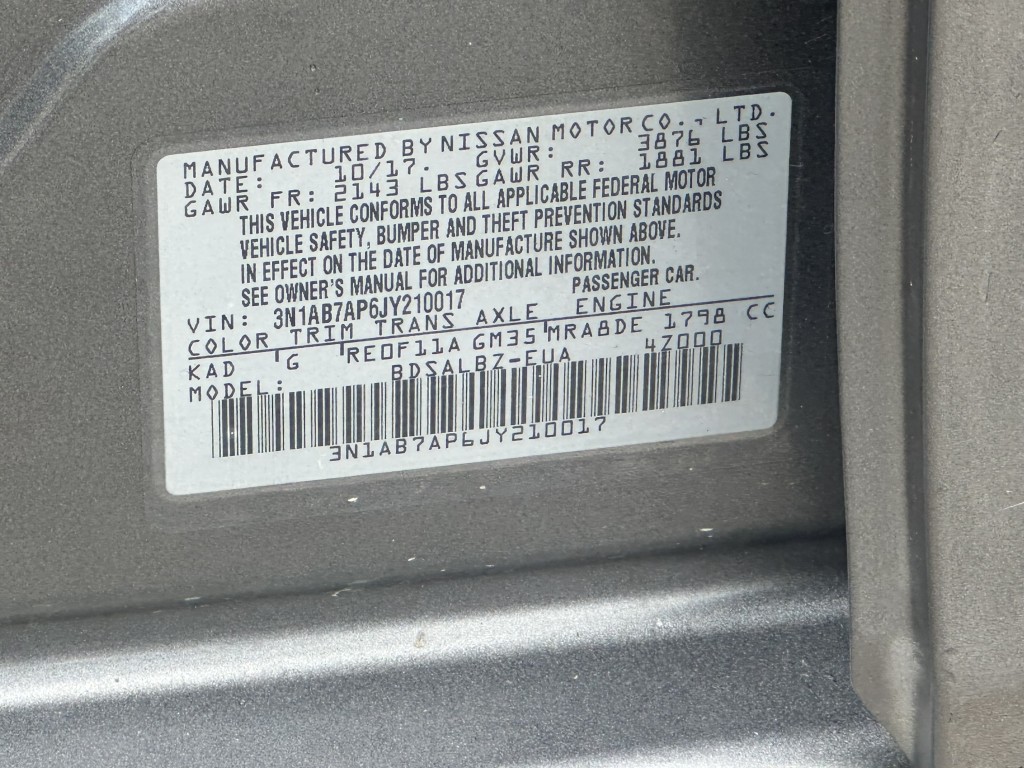 MANUFACTURED BY NISSAN MOTOR CO., LTD.
DATE: 10/17. GVWR: 3876 LBS
GAWR FR: 2143 LBS GAWR RR: 1881 LBS
THIS VEHICLE CONFORMS TO ALL APPLICABLE FEDERAL MOTOR
VEHICLE SAFETY, BUMPER AND THEFT PREVENTION STANDARDS
IN EFFECT ON THE DATE OF MANUFACTURE SHOWN ABOVE.
SEE OWNER'S MANUAL FOR ADDITIONAL INFORMATION.
VIN: 3N1AB7AP6JY210017 PASSENGER CAR.
COLOR TRIM TRANS AXLE ENGINE
KAD G RE0F11A GM35 MRA8DE 1798 CC
MODEL: BDSALBZ-EUA 4Z000
3N1AB7AP6JY210017